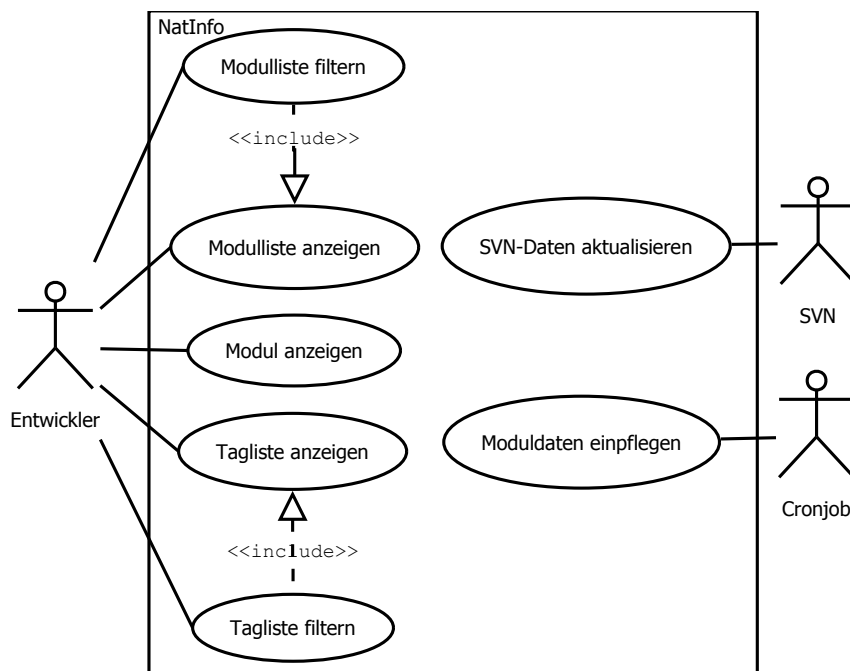 NatInfo
Modulliste filtern
<<include>>
Modulliste anzeigen
SVN-Daten aktualisieren
SVN
Modul anzeigen
Entwickler
Tagliste anzeigen
Moduldaten einpflegen
Cronjob
<<include>>
Tagliste filtern